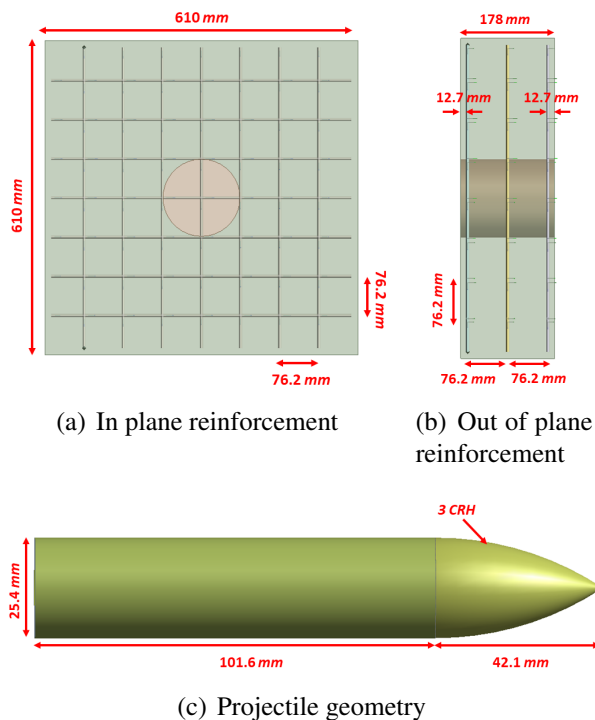 610 mm
178 mm
12.7 mm
12.7 mm
610 mm
76.2 mm
76.2 mm
76.2 mm
76.2 mm
76.2 mm
(a) In plane reinforcement
(b) Out of plane
reinforcement
3 CRH
25.4 mm
101.6 mm
42.1 mm
(c) Projectile geometry